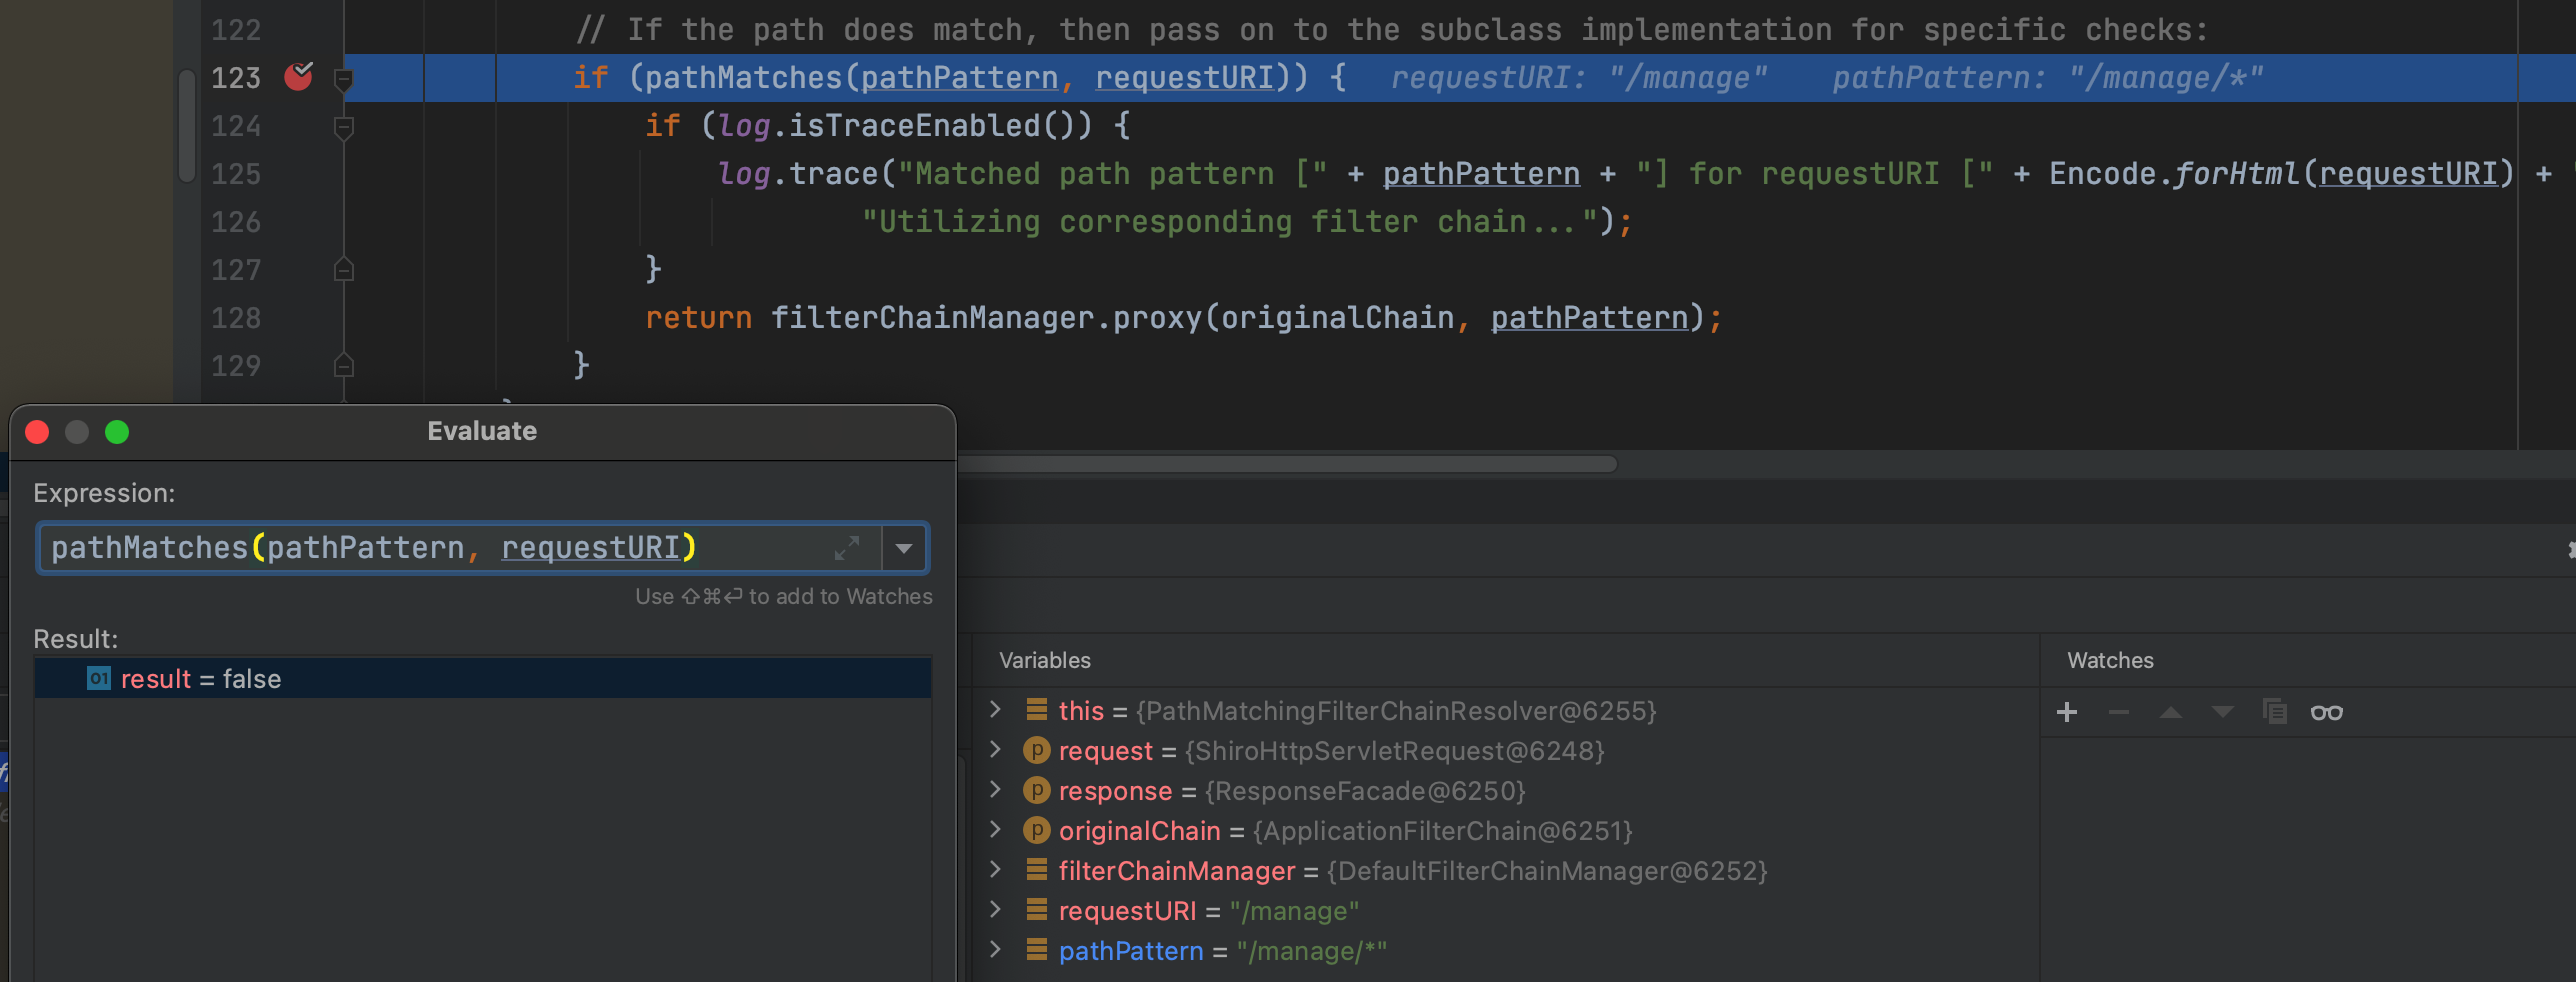 122 // If the path does match, then pass on to the subclass implementation for specific checks:
123 if (pathMatches(pathPattern, requestURI)) { requestURI: "/manage" pathPattern: "/manage/*"
124 if (log.isTraceEnabled()) {
125 log.trace("Matched path pattern [" + pathPattern + "] for requestURI [" + Encode.forHtml(requestURI) +
126 "Utilizing corresponding filter chain...");
127 }
128 return filterChainManager.proxy(originalChain, pathPattern);
129 }
Evaluate
Expression:
pathMatches(pathPattern, requestURI)
Use ⇧⌘⏎ to add to Watches
Result:
01 result = false
Variables
this = {PathMatchingFilterChainResolver@6255}
p request = {ShiroHttpServletRequest@6248}
p response = {ResponseFacade@6250}
p originalChain = {ApplicationFilterChain@6251}
filterChainManager = {DefaultFilterChainManager@6252}
requestURI = "/manage"
pathPattern = "/manage/*"
Watches